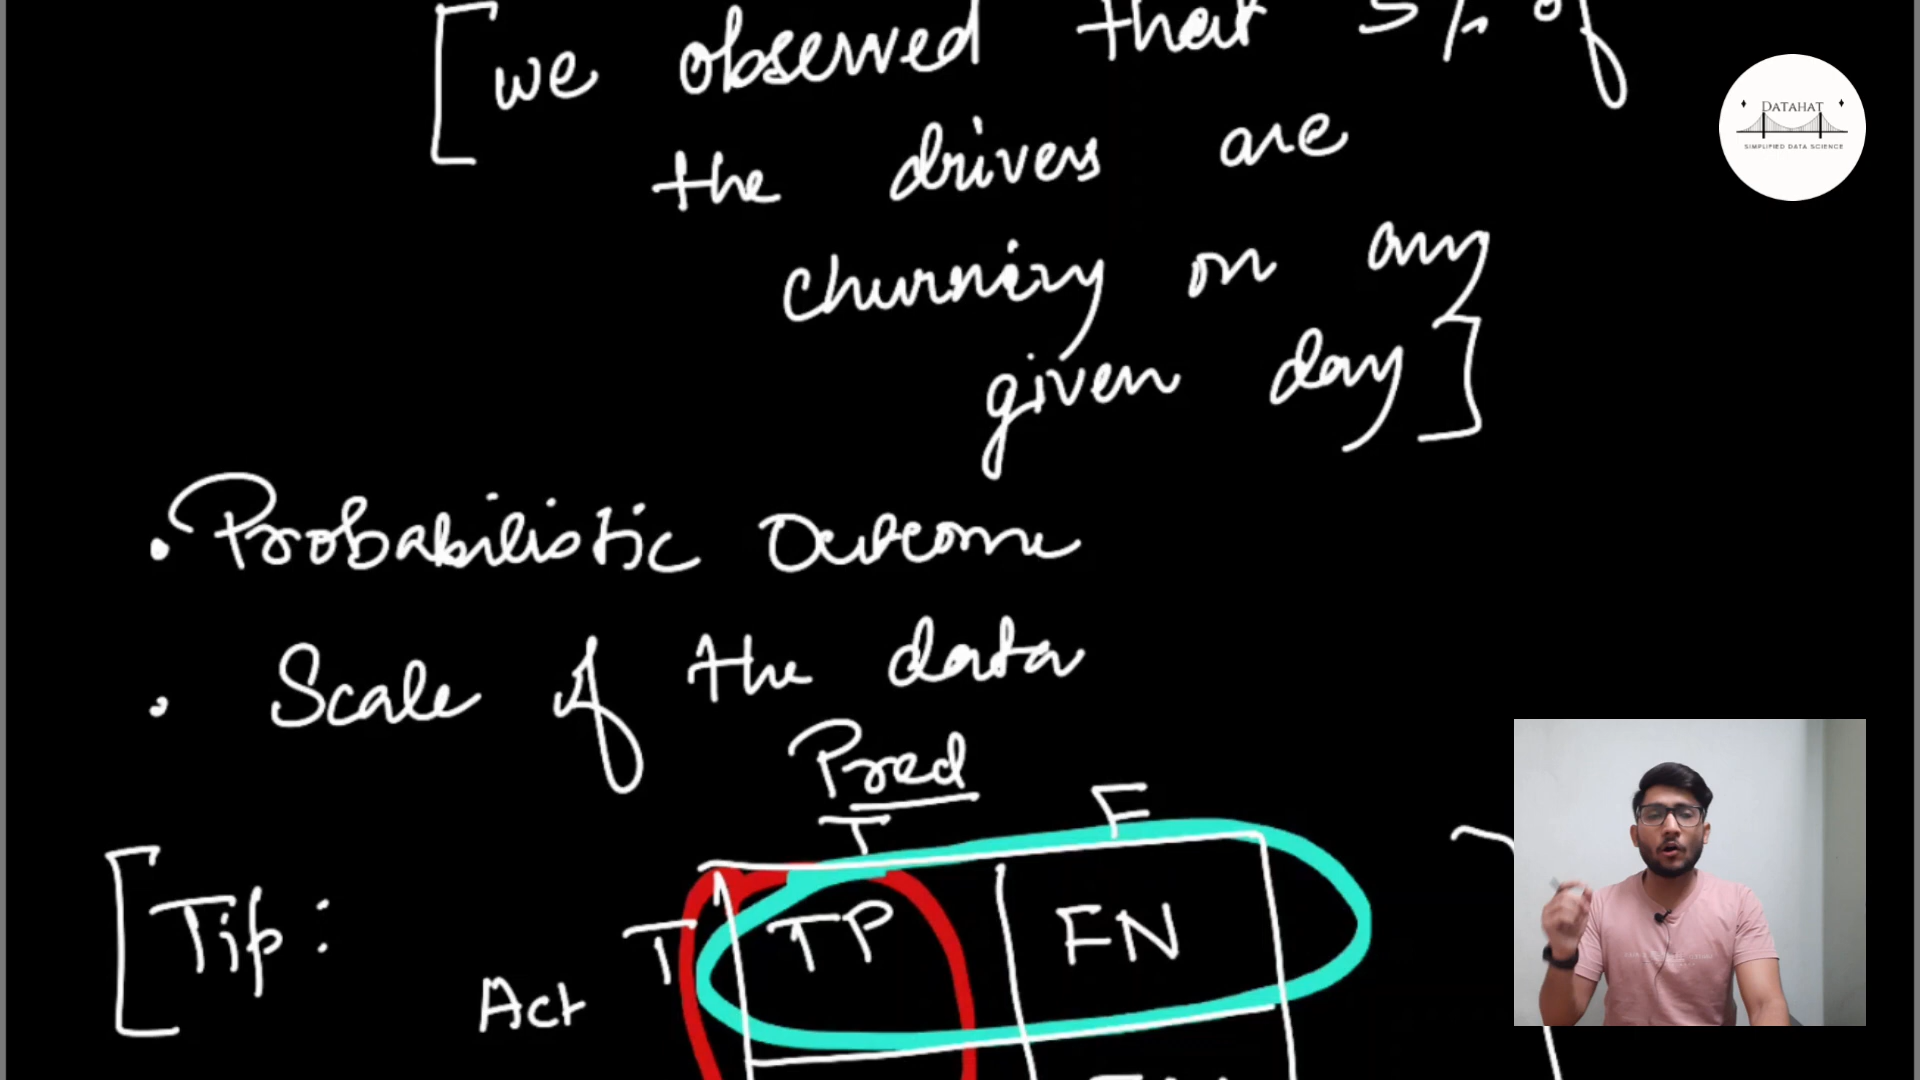 [we observed that 5% of
the drivers are
churning on any
given day]
DATAHAT
SIMPLIFIED DATA SCIENCE
• Probabilistic Outcome
• Scale of the data
Pred
T F
[Tip:
Act T TP FN